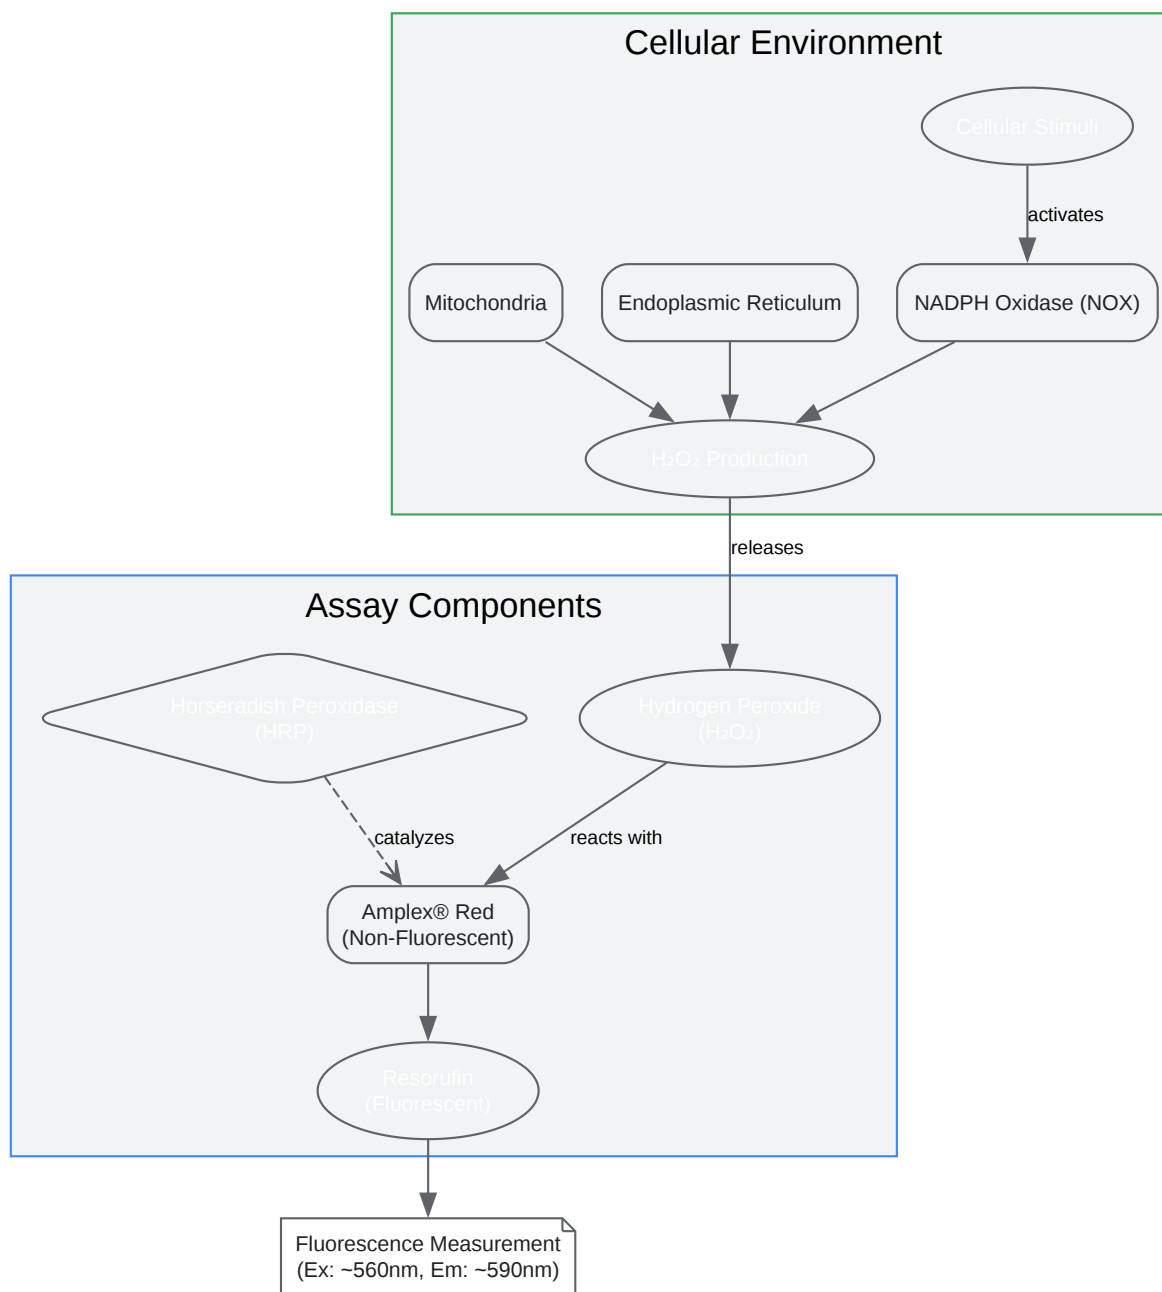 Cellular Environment
Cellular Stimuli
activates
Mitochondria
Endoplasmic Reticulum
NADPH Oxidase (NOX)
H₂O₂ Production
releases
Assay Components
Horseradish Peroxidase
(HRP)
Hydrogen Peroxide
(H₂O₂)
catalyzes
reacts with
Amplex® Red
(Non-Fluorescent)
Resorufin
(Fluorescent)
Fluorescence Measurement
(Ex: ~560nm, Em: ~590nm)